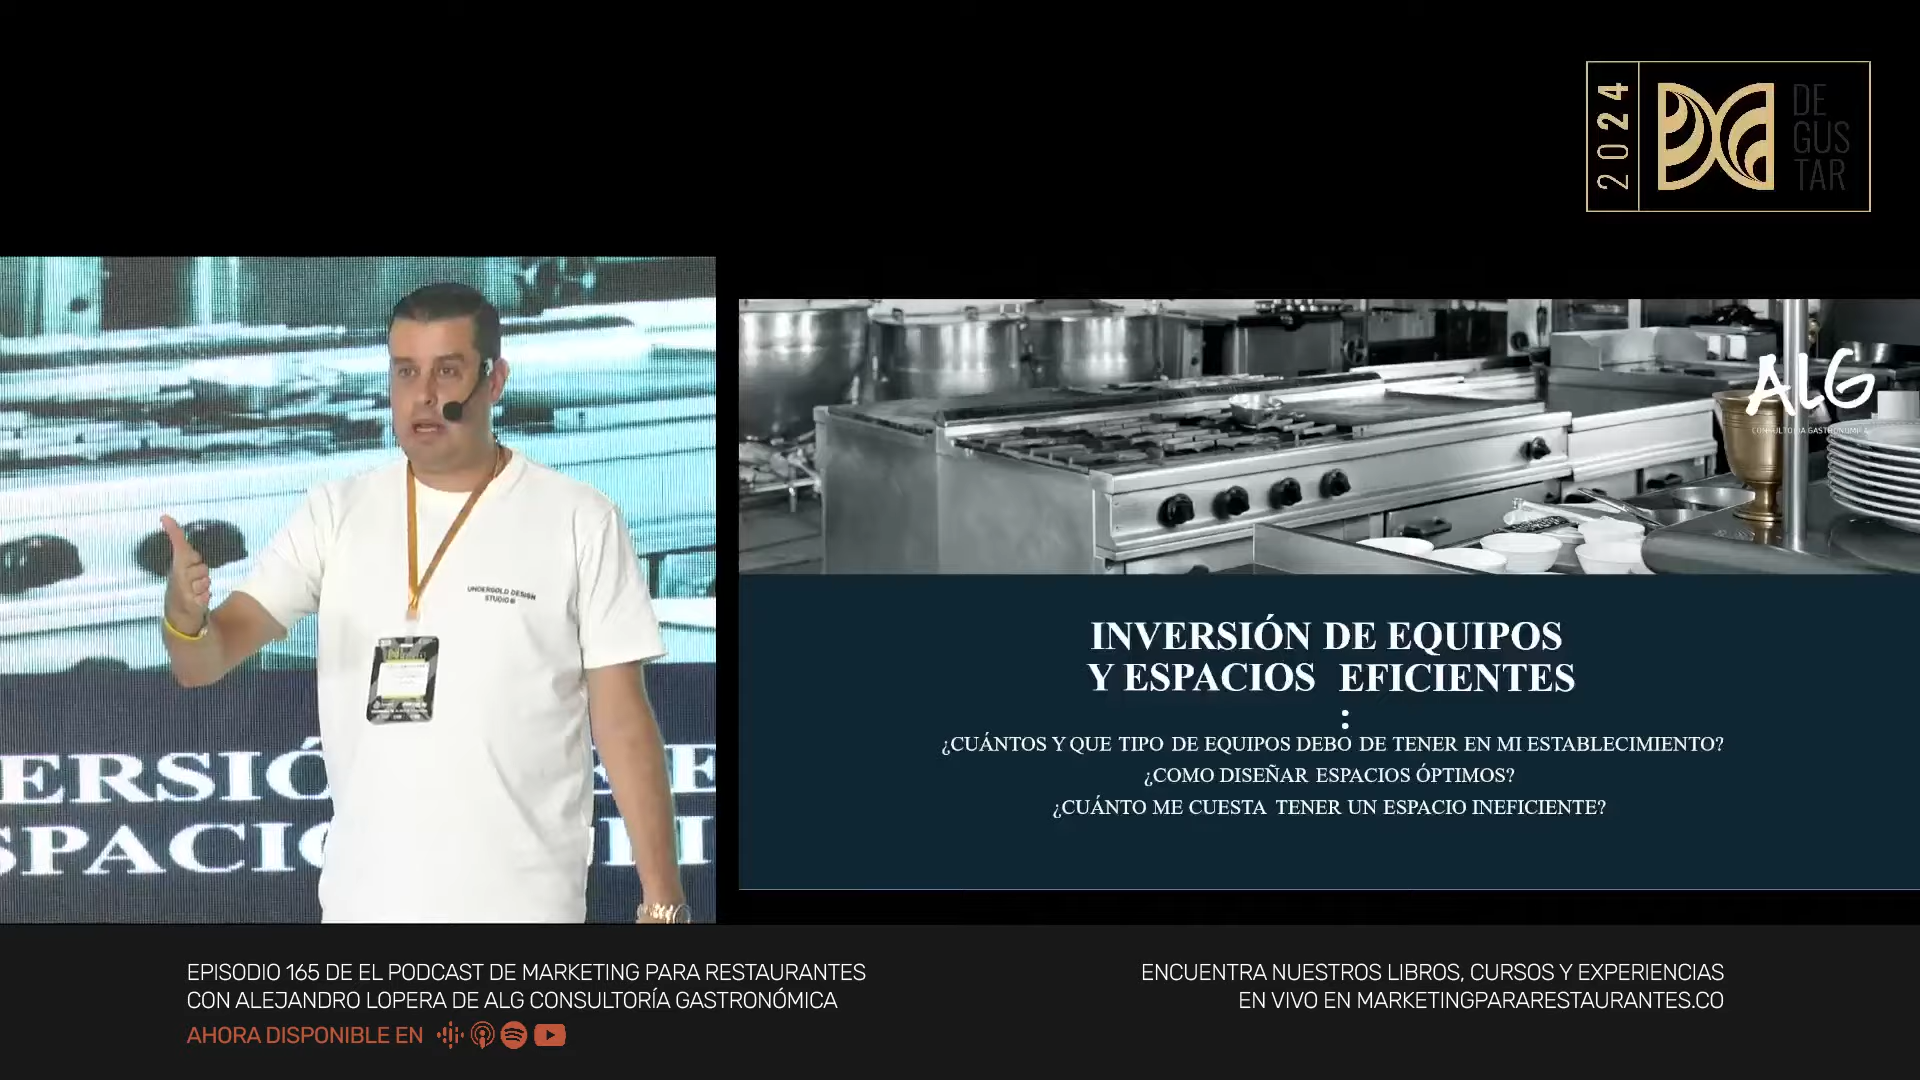 2024
DE
GUS
TAR
ALG
CONSULTORIA GASTRONOMICA
UNDERGOLD DESIGN
STUDIO®
ERSIÓ
E
SPACIO
INVERSIÓN DE EQUIPOS
Y ESPACIOS EFICIENTES
:
¿CUÁNTOS Y QUE TIPO DE EQUIPOS DEBO DE TENER EN MI ESTABLECIMIENTO?
¿COMO DISEÑAR ESPACIOS ÓPTIMOS?
¿CUÁNTO ME CUESTA TENER UN ESPACIO INEFICIENTE?
EPISODIO 165 DE EL PODCAST DE MARKETING PARA RESTAURANTES
CON ALEJANDRO LOPERA DE ALG CONSULTORÍA GASTRONÓMICA
AHORA DISPONIBLE EN
ENCUENTRA NUESTROS LIBROS, CURSOS Y EXPERIENCIAS
EN VIVO EN MARKETINGPARARESTAURANTES.CO